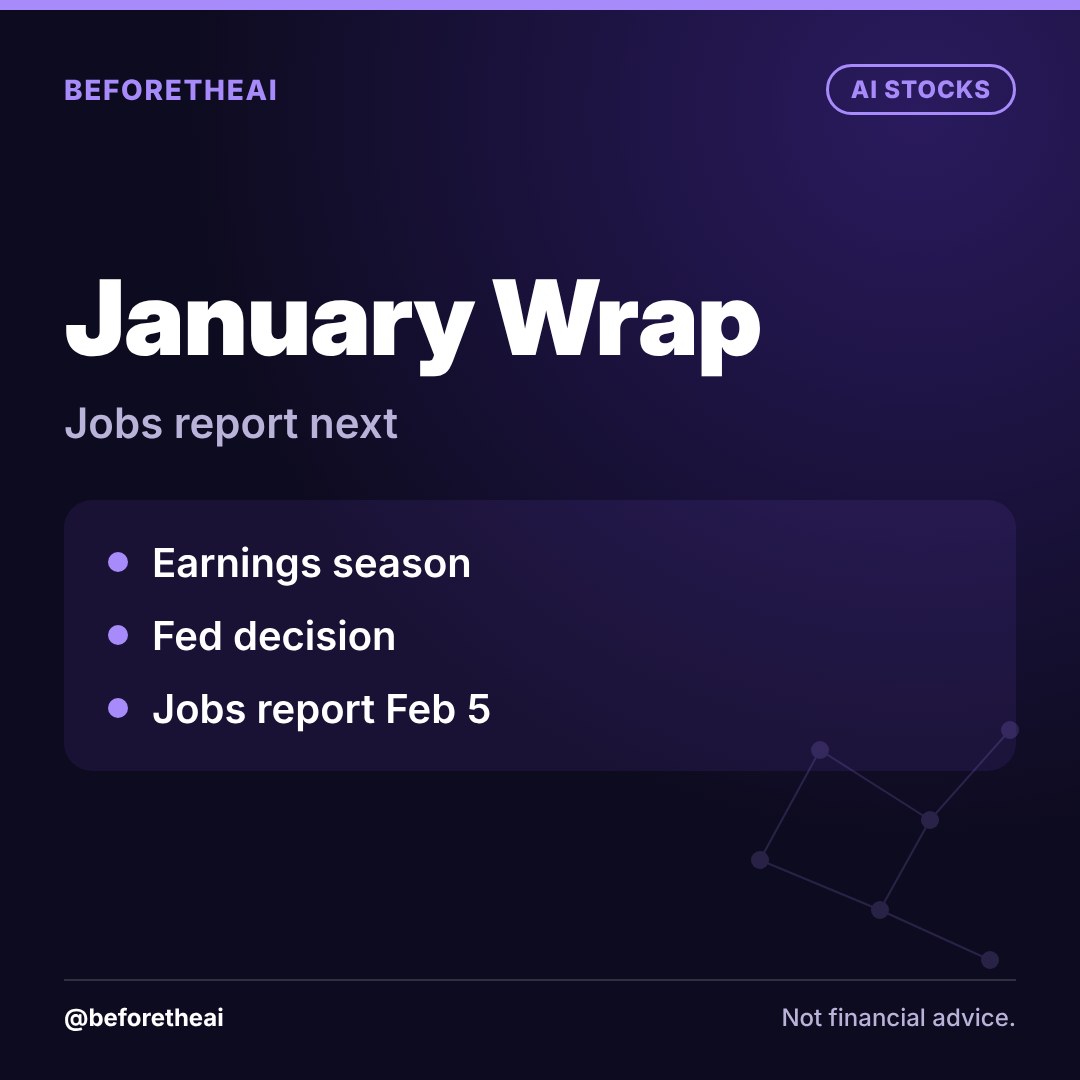 BEFORETHEAI
AI STOCKS
January Wrap
Jobs report next
Earnings season
Fed decision
Jobs report Feb 5
@beforetheai
Not financial advice.